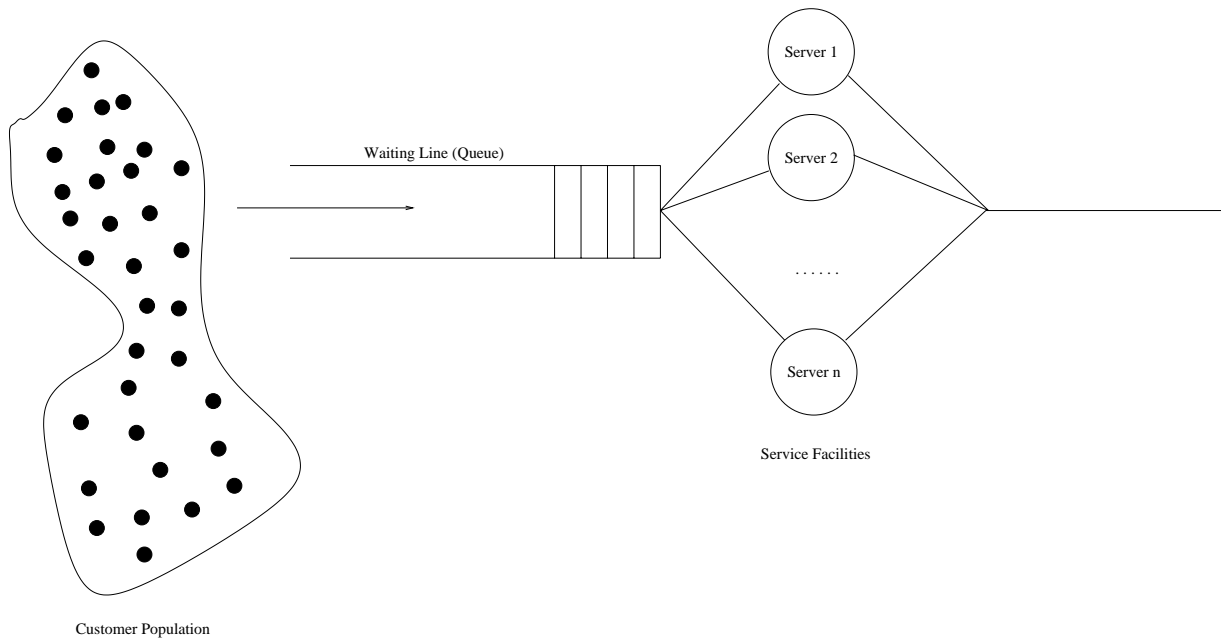 Server 1
Waiting Line (Queue)
Server 2
. . . . . .
Server n
Service Facilities
Customer Population